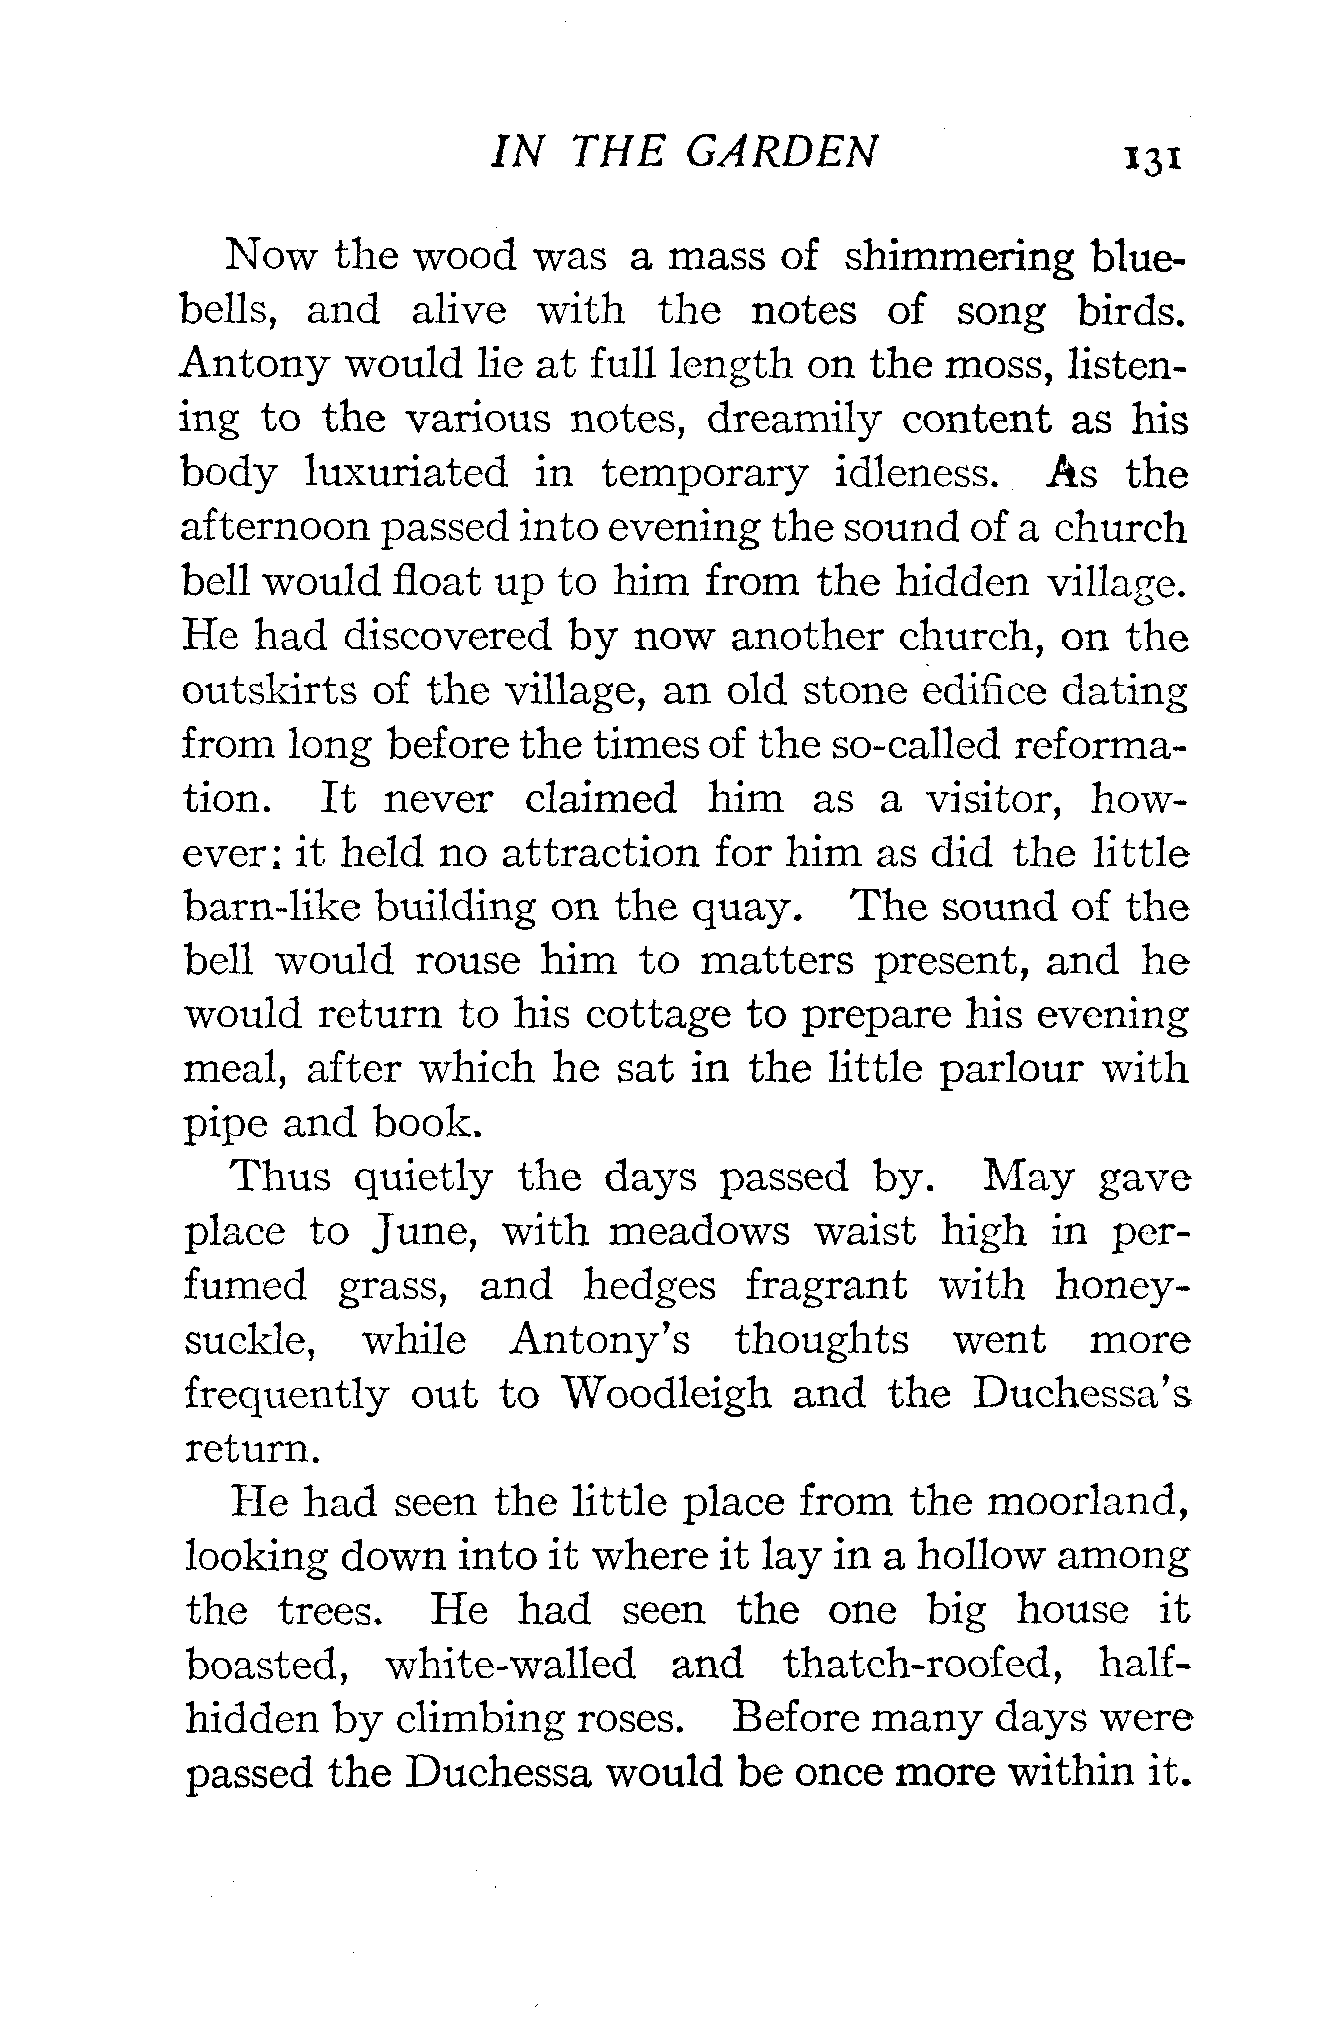 IN THE GARDEN 131
Now the wood was a mass of shimmering blue-
bells, and alive with the notes of song birds.
Antony would lie at full length on the moss, listen-
ing to the various notes, dreamily content as his
body luxuriated in temporary idleness. As the
afternoon passed into evening the sound of a church
bell would float up to him from the hidden village.
He had discovered by now another church, on the
outskirts of the village, an old stone edifice dating
from long before the times of the so-called reforma-
tion. It never claimed him as a visitor, how-
ever: it held no attraction for him as did the little
barn-like building on the quay. The sound of the
bell would rouse him to matters present, and he
would return to his cottage to prepare his evening
meal, after which he sat in the little parlour with
pipe and book.
Thus quietly the days passed by. May gave
place to June, with meadows waist high in per-
fumed grass, and hedges fragrant with honey-
suckle, while Antony's thoughts went more
frequently out to Woodleigh and the Duchessa's
return.
He had seen the little place from the moorland,
looking down into it where it lay in a hollow among
the trees. He had seen the one big house it
boasted, white-walled and thatch-roofed, half-
hidden by climbing roses. Before many days were
passed the Duchessa would be once more within it.